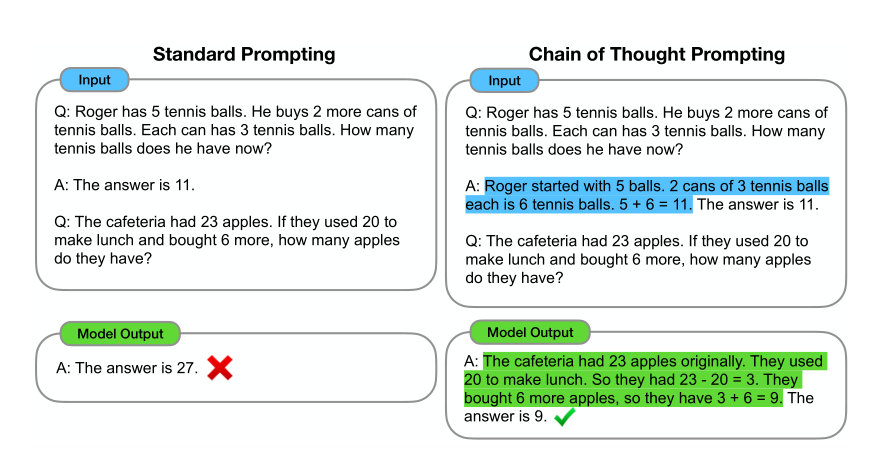 Standard Prompting
Input
Q: Roger has 5 tennis balls. He buys 2 more cans of
tennis balls. Each can has 3 tennis balls. How many
tennis balls does he have now?
A: The answer is 11.
Q: The cafeteria had 23 apples. If they used 20 to
make lunch and bought 6 more, how many apples
do they have?
Model Output
A: The answer is 27.
Chain of Thought Prompting
Input
Q: Roger has 5 tennis balls. He buys 2 more cans of
tennis balls. Each can has 3 tennis balls. How many
tennis balls does he have now?
A: Roger started with 5 balls. 2 cans of 3 tennis balls
each is 6 tennis balls. 5 + 6 = 11. The answer is 11.
Q: The cafeteria had 23 apples. If they used 20 to
make lunch and bought 6 more, how many apples
do they have?
Model Output
A: The cafeteria had 23 apples originally. They used
20 to make lunch. So they had 23 - 20 = 3. They
bought 6 more apples, so they have 3 + 6 = 9. The
answer is 9.